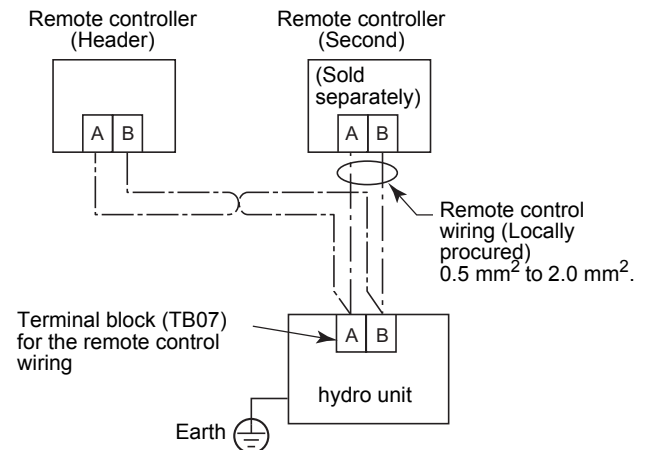 Remote controller
(Header)
Remote controller
(Second)
(Sold
separately)
A B
A B
Remote control
wiring (Locally
procured)
0.5 mm² to 2.0 mm².
Terminal block (TB07)
for the remote control
wiring
A B
hydro unit
Earth